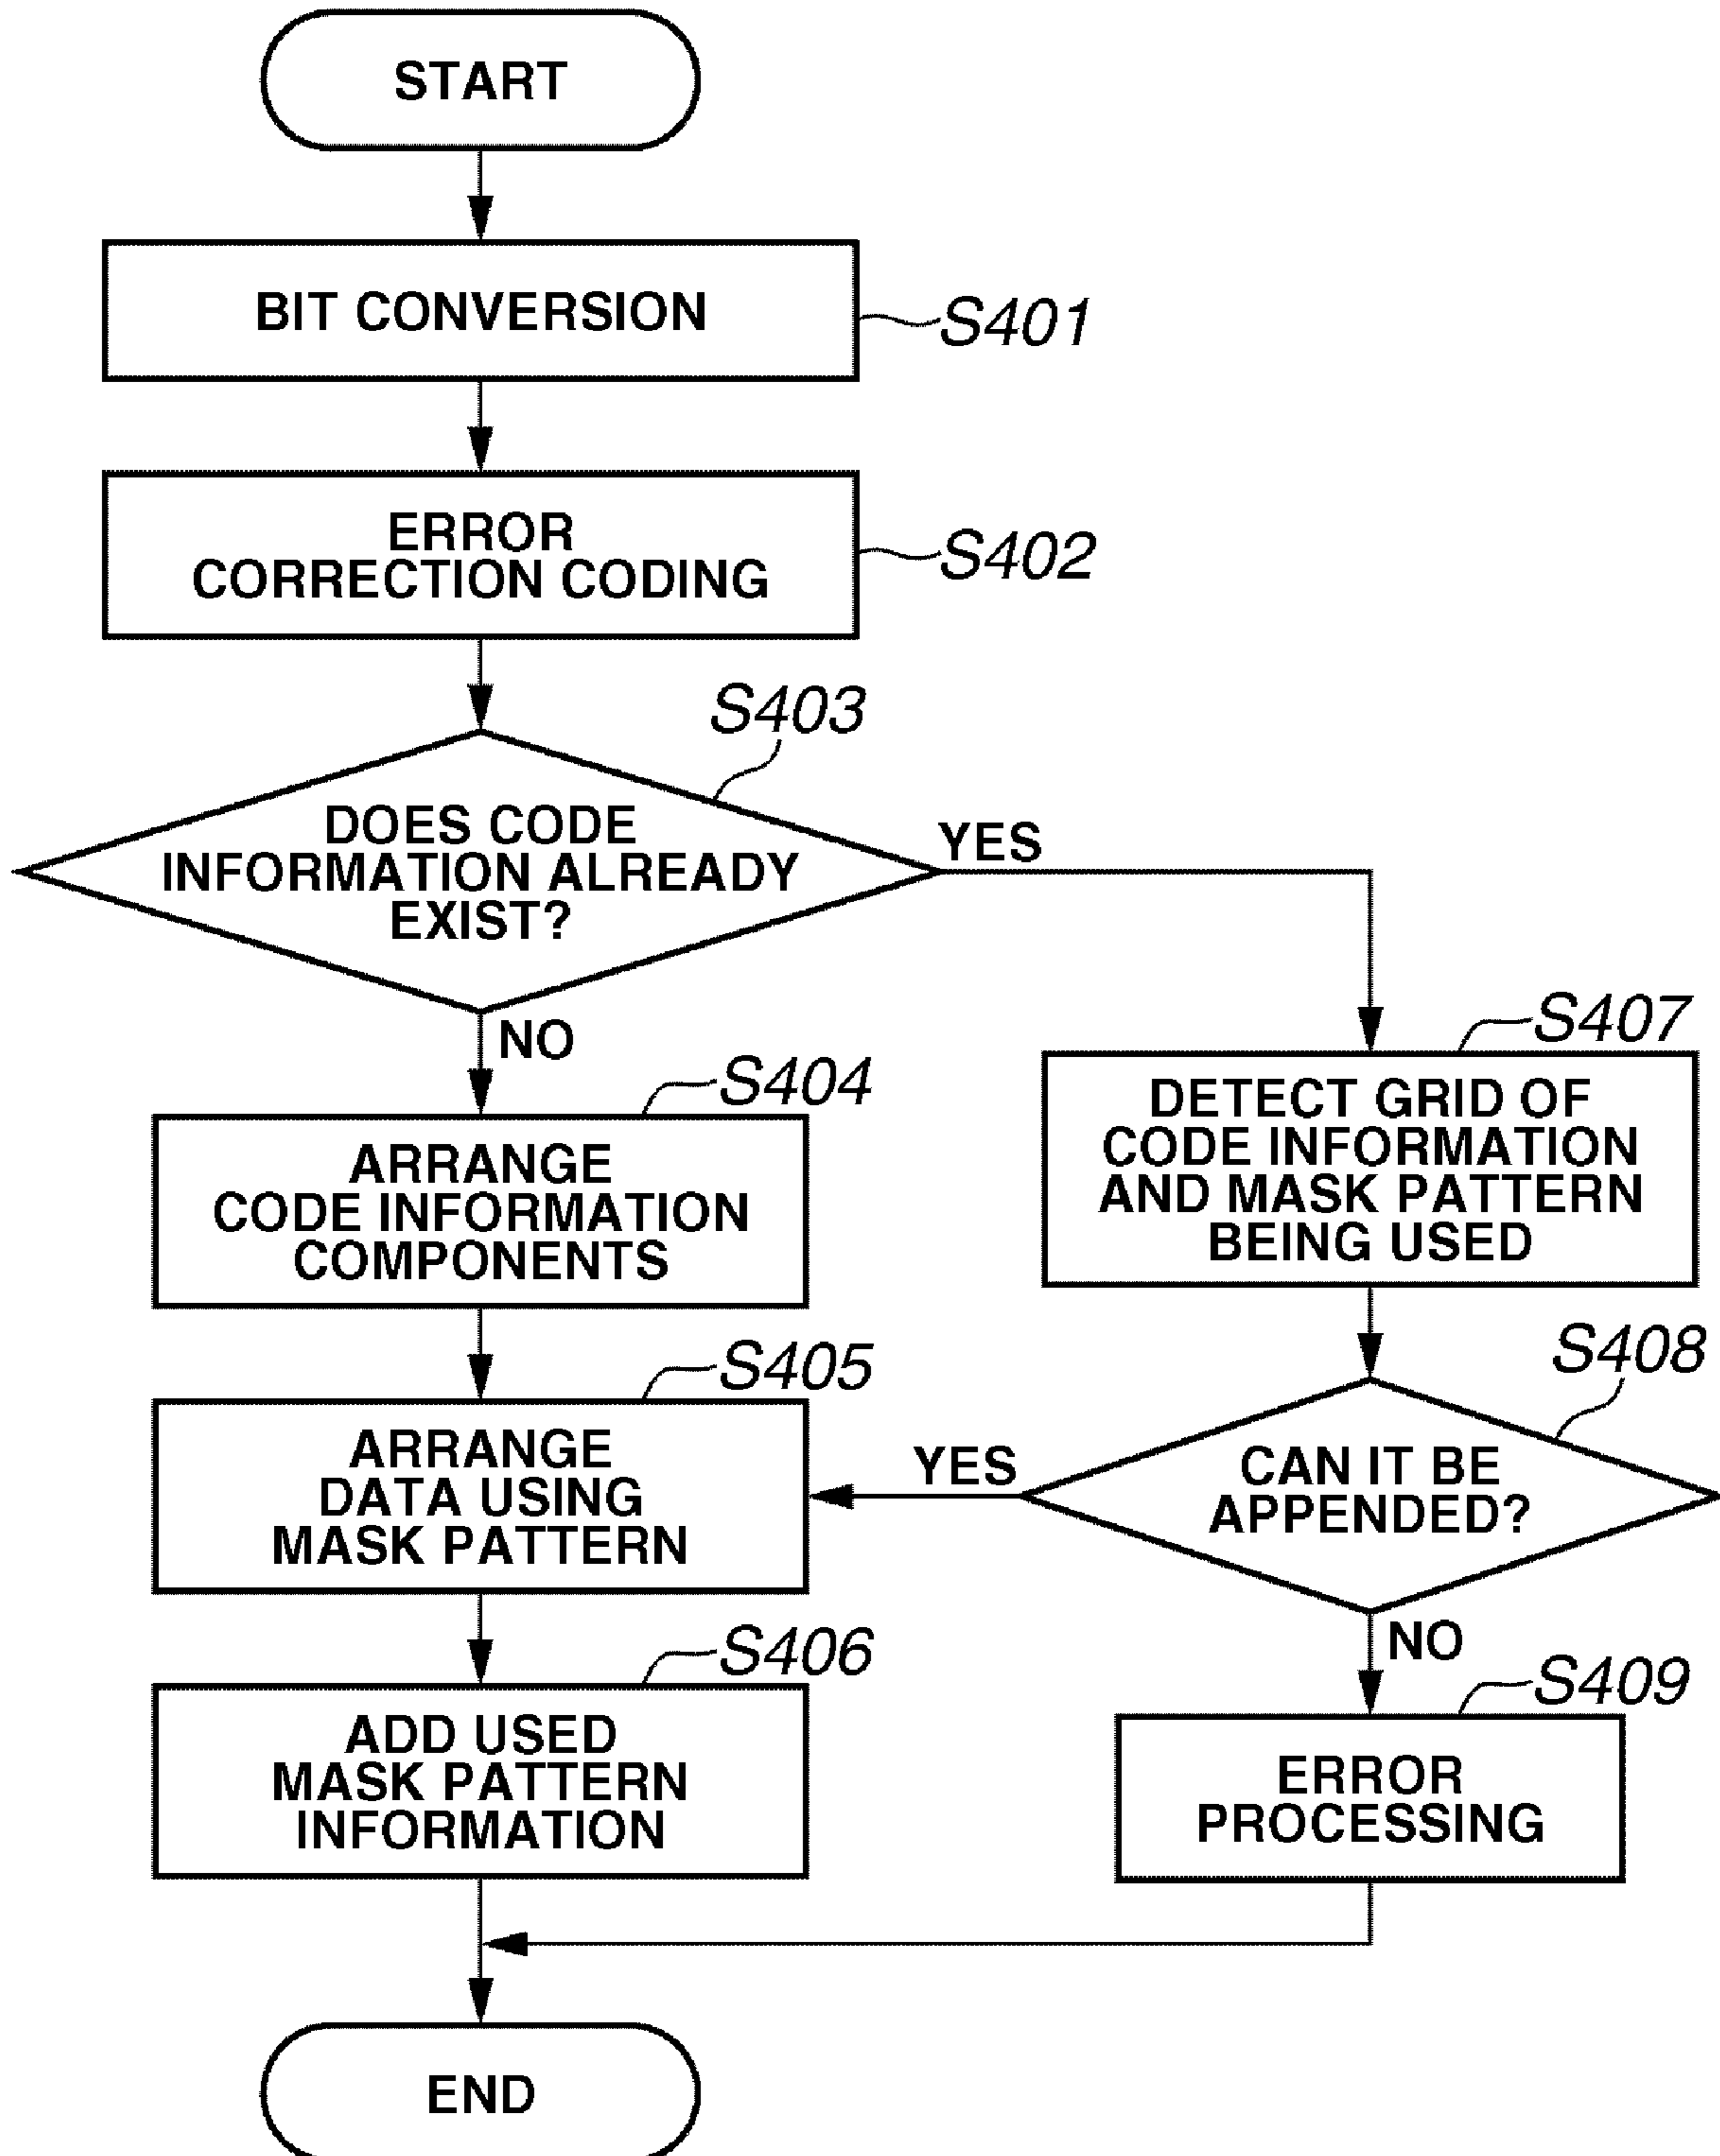 START
BIT CONVERSION
S401
ERROR
CORRECTION CODING
S402
S403
DOES CODE
INFORMATION ALREADY
EXIST?
YES
NO
S404
ARRANGE
CODE INFORMATION
COMPONENTS
S407
DETECT GRID OF
CODE INFORMATION
AND MASK PATTERN
BEING USED
S405
ARRANGE
DATA USING
MASK PATTERN
S408
YES
CAN IT BE
APPENDED?
NO
S406
ADD USED
MASK PATTERN
INFORMATION
S409
ERROR
PROCESSING
END